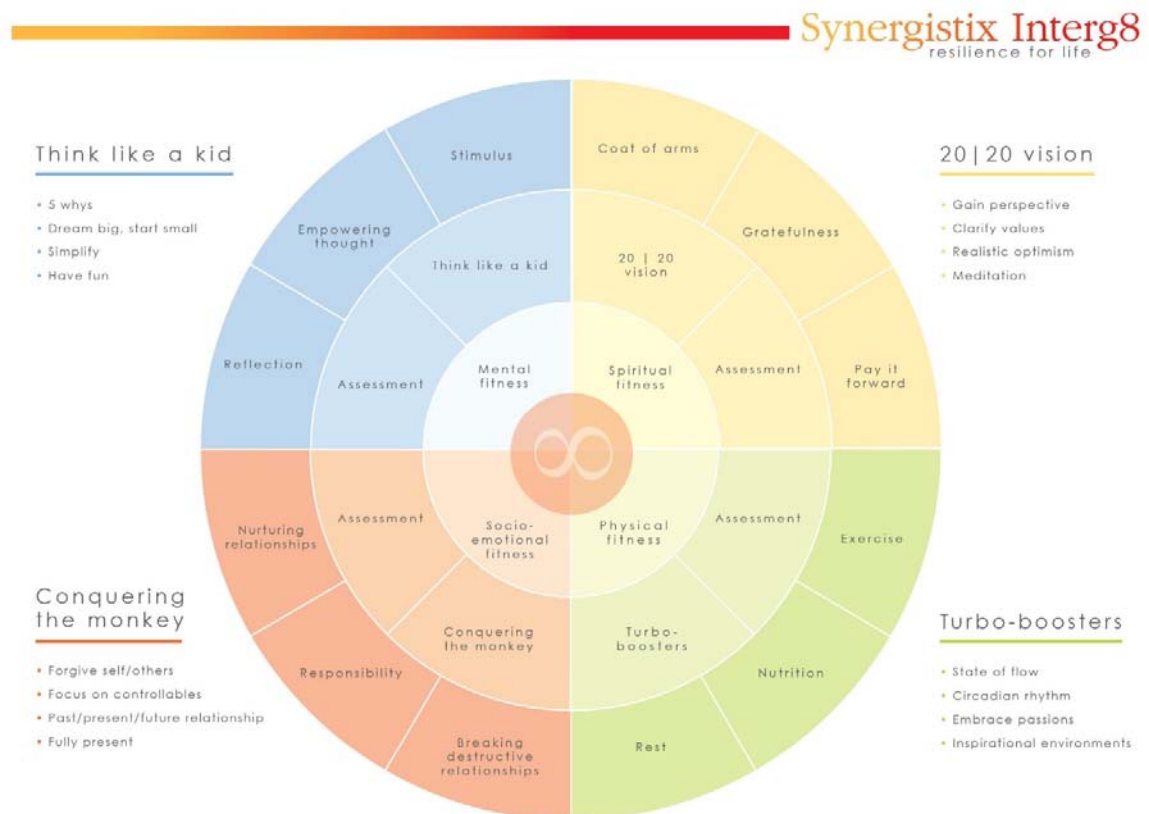 Synergistix Interg8
resilience for life
Think like a kid
• 5 whys
• Dream big, start small
• Simplify
• Have fun
20|20 vision
• Gain perspective
• Clarify values
• Realistic optimism
• Meditation
Stimulus
Empowering
thought
Reflection
Think like a kid
Assessment
Mental
fitness
Coat of arms
Gratefulness
Pay it
forward
20 | 20
vision
Assessment
Spiritual
fitness
8
Nurturing
relationships
Responsibility
Breaking
destructive
relationships
Assessment
Conquering
the monkey
Socio-
emotional
fitness
Physical
fitness
Assessment
Turbo-
boosters
Exercise
Nutrition
Rest
Conquering
the monkey
• Forgive self/others
• Focus on controllables
• Past/present/future relationship
• Fully present
Turbo-boosters
• State of flow
• Circadian rhythm
• Embrace passions
• Inspirational environments